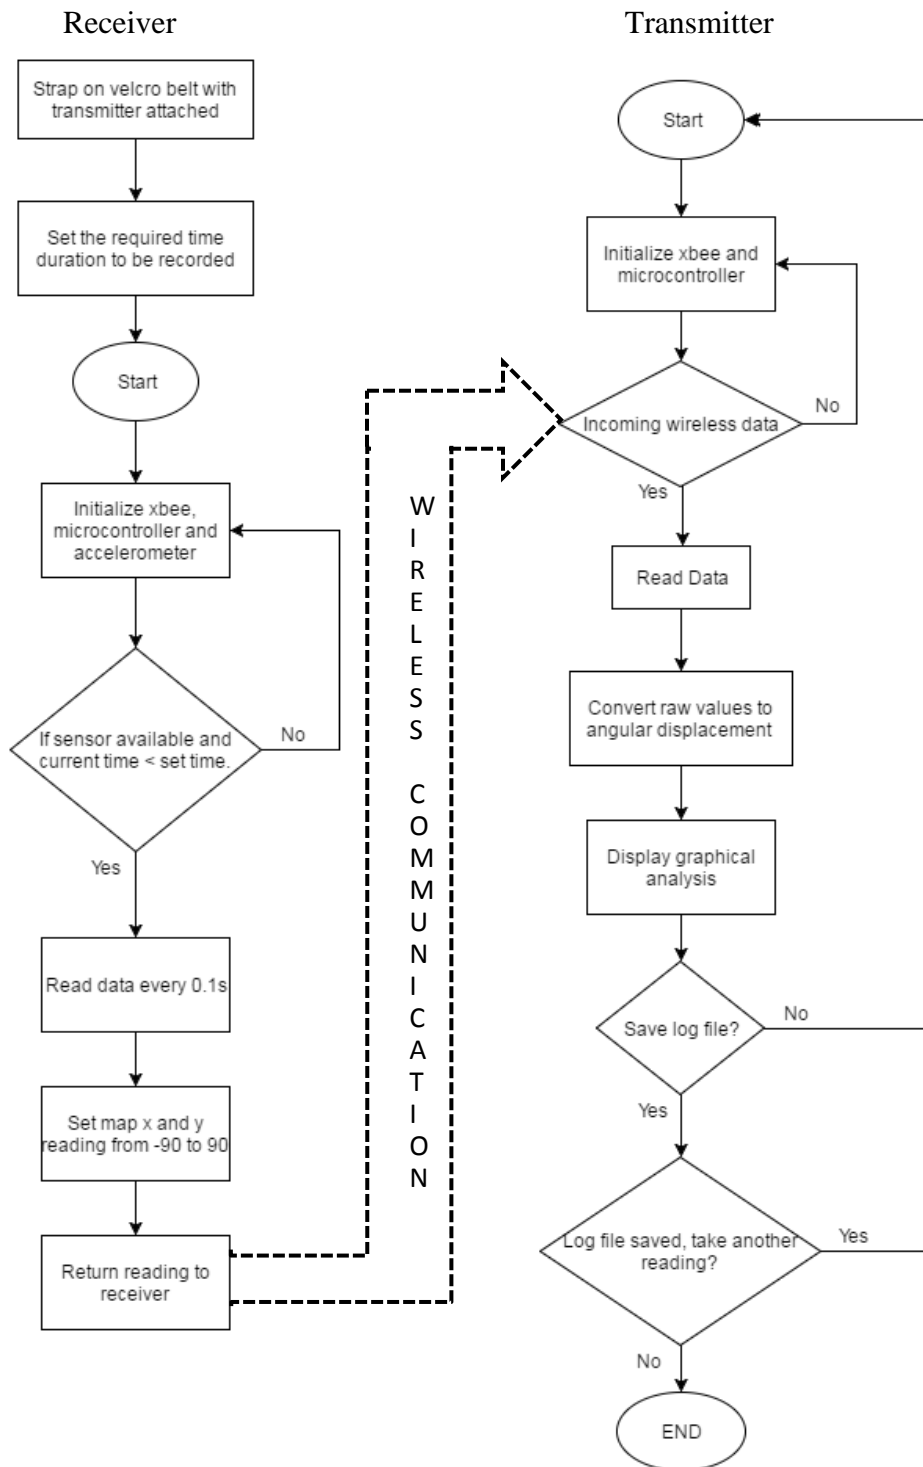 Receiver
Strap on velcro belt with
transmitter attached
Set the required time
duration to be recorded
Start
Initialize xbee,
microcontroller and
accelerometer
If sensor available and
current time < set time.
No
Yes
Read data every 0.1s
Set map x and y
reading from -90 to 90
Return reading to
receiver
WIRELESS COMMUNICATION
Transmitter
Start
Initialize xbee and
microcontroller
Incoming wireless data
No
Yes
Read Data
Convert raw values to
angular displacement
Display graphical
analysis
Save log file?
No
Yes
Log file saved, take another
reading?
Yes
No
END